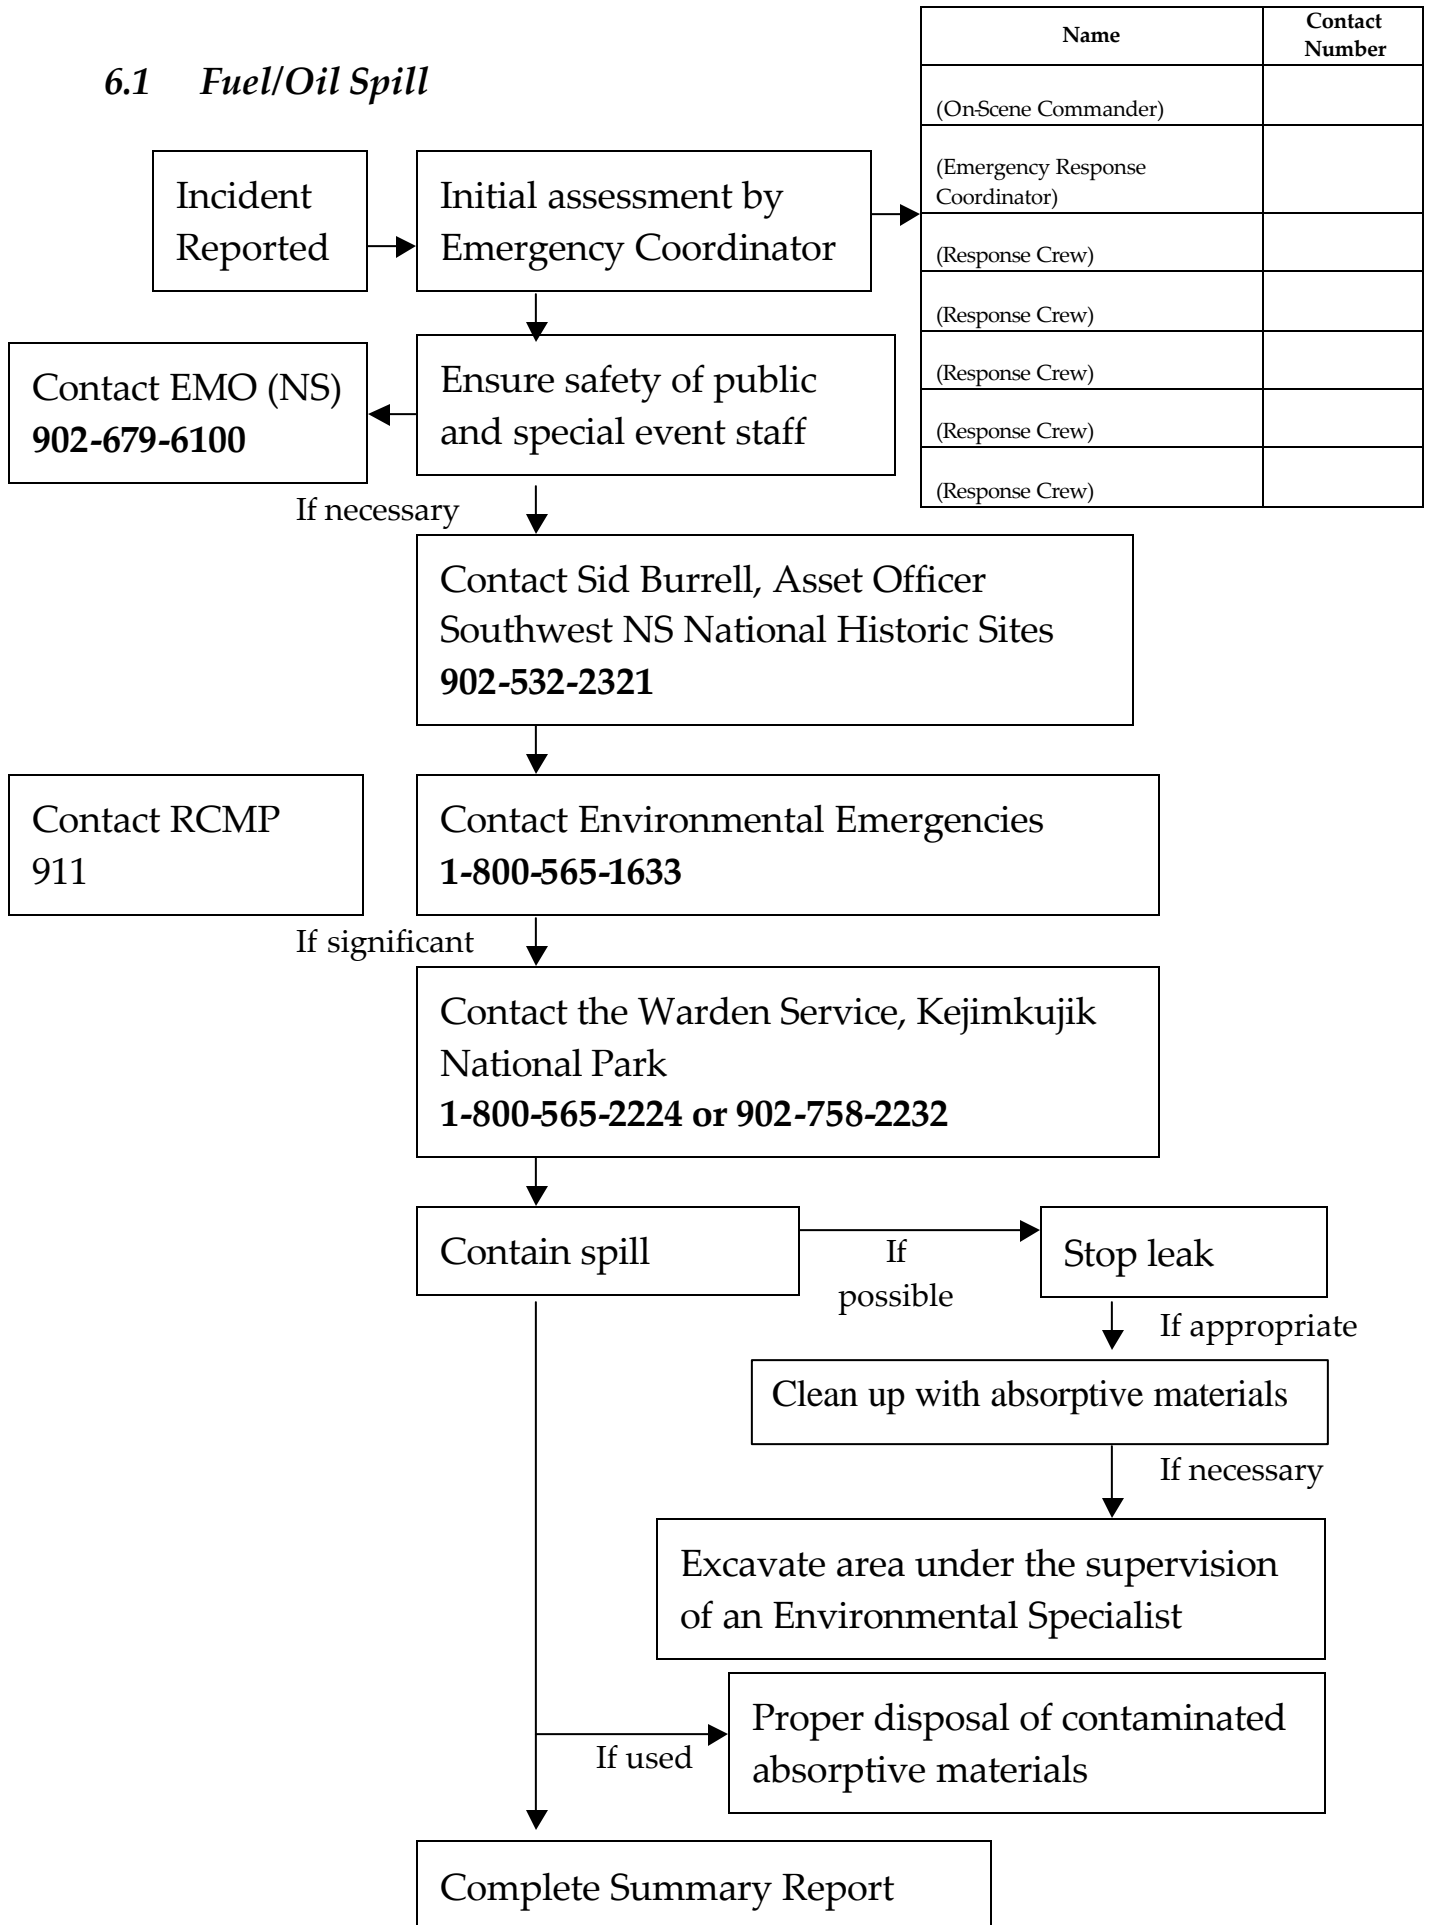 6.1 Fuel/Oil Spill
Name
Contact
Number
(On-Scene Commander)
(Emergency Response
Coordinator)
(Response Crew)
(Response Crew)
(Response Crew)
(Response Crew)
(Response Crew)
Incident
Reported
Initial assessment by
Emergency Coordinator
Contact EMO (NS)
902-679-6100
Ensure safety of public
and special event staff
If necessary
Contact Sid Burrell, Asset Officer
Southwest NS National Historic Sites
902-532-2321
Contact RCMP
911
Contact Environmental Emergencies
1-800-565-1633
If significant
Contact the Warden Service, Kejimkujik
National Park
1-800-565-2224 or 902-758-2232
Contain spill
If
possible
Stop leak
If appropriate
Clean up with absorptive materials
If necessary
Excavate area under the supervision
of an Environmental Specialist
If used
Proper disposal of contaminated
absorptive materials
Complete Summary Report